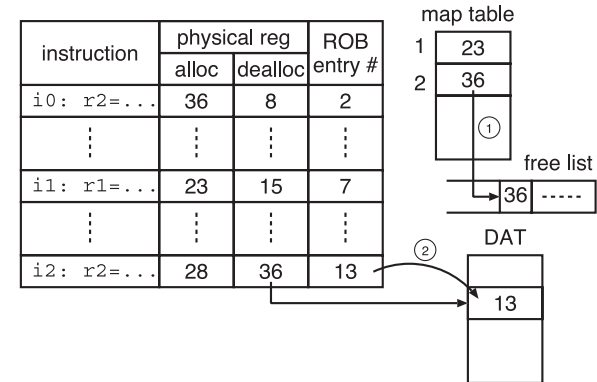 map table
instruction physical reg ROB entry #
alloc dealloc
1 23
2 36
i0: r2=... 36 8 2
1
i1: r1=... 23 15 7
free list
36
DAT
i2: r2=... 28 36 13
2
13